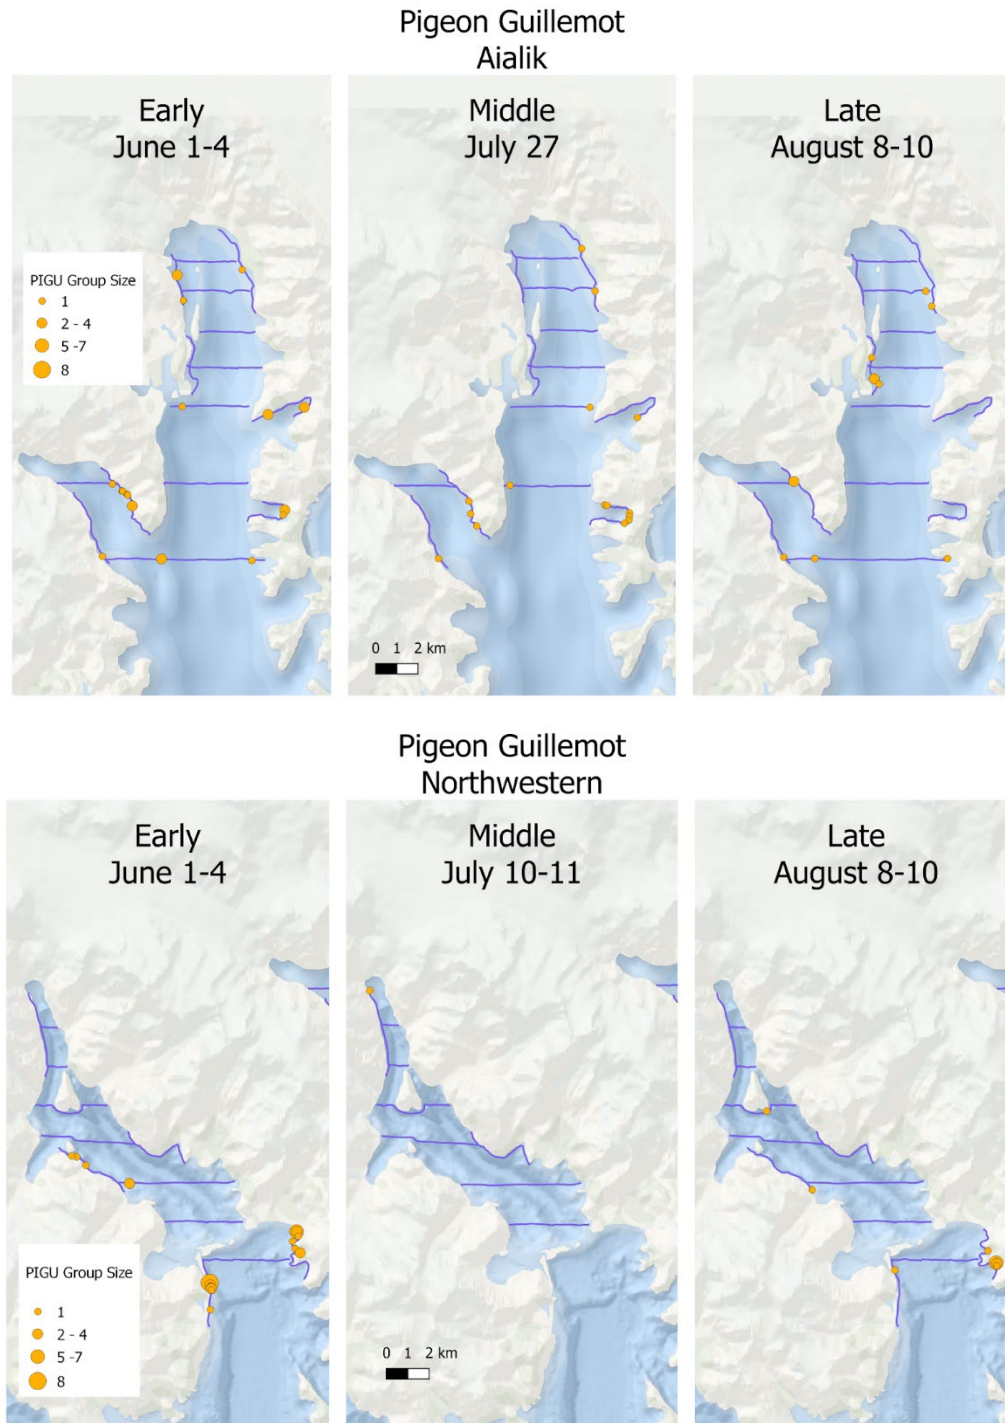 Pigeon Guillemot
Aialik
Early
June 1-4
Middle
July 27
Late
August 8-10
PIGU Group Size
1
2 - 4
5 -7
8
0 1 2 km
Pigeon Guillemot
Northwestern
Early
June 1-4
Middle
July 10-11
Late
August 8-10
PIGU Group Size
1
2 - 4
5 -7
8
0 1 2 km